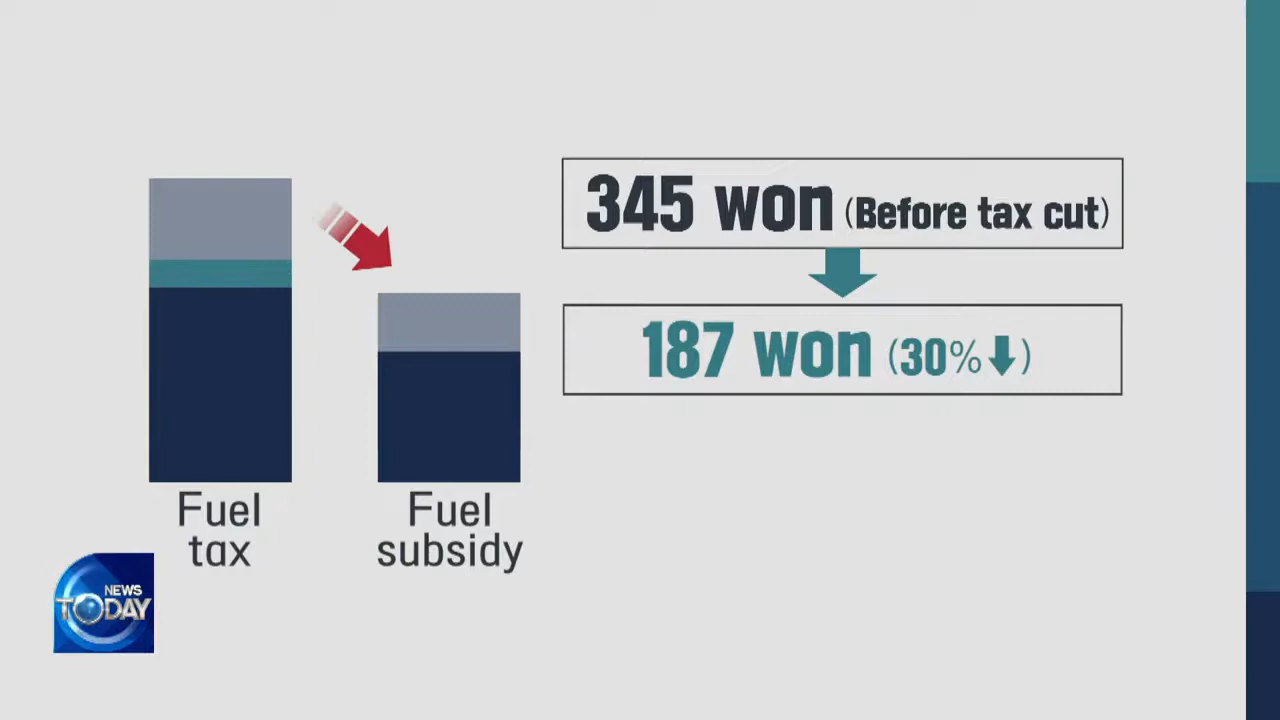 345 won (Before tax cut)
187 won (30%⬇)
Fuel
tax
Fuel
subsidy
NEWS
TODAY